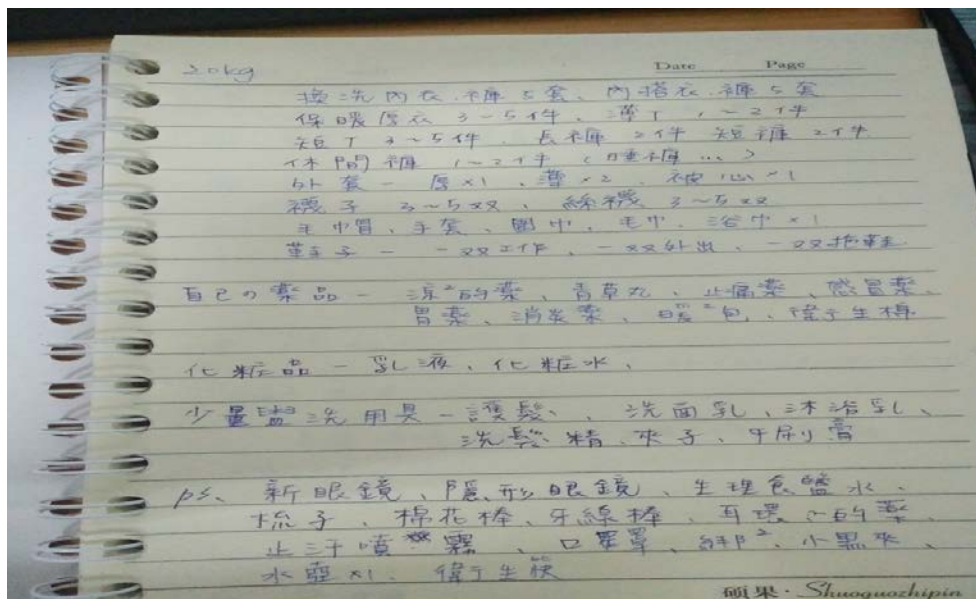 20kg
Date Page
換洗內衣.褲5套、內搭衣.褲5套
保暖厚衣3~5件、薄T 1~2件
短T 3~5件 長褲2件 短褲2件
休閒褲1~2件(睡褲...)
外套-厚×1、薄×2、被心×1
襪子3~5双、絲襪3~5双
毛帽、手套、圍巾、毛巾、浴巾×1
鞋子-一双工作、一双外出、一双拖鞋
自己の藥品-涼²的藥、青草丸、止痛藥、感冒藥、
胃藥、消炎藥、暖²包、衛生棉
化粧品-乳液、化粧水、
少量盥洗用具-護髮、、洗面乳、沐浴乳、
洗髮精、夾子、牙刷膏
ps、新眼鏡、隱形眼鏡、生理食鹽水、
梳子、棉花棒、牙線棒、耳環、的藥、
止汗噴霧、口罩、、小黑夾、
水壺×1、衛生筷
碩果·Shuoguozhipin